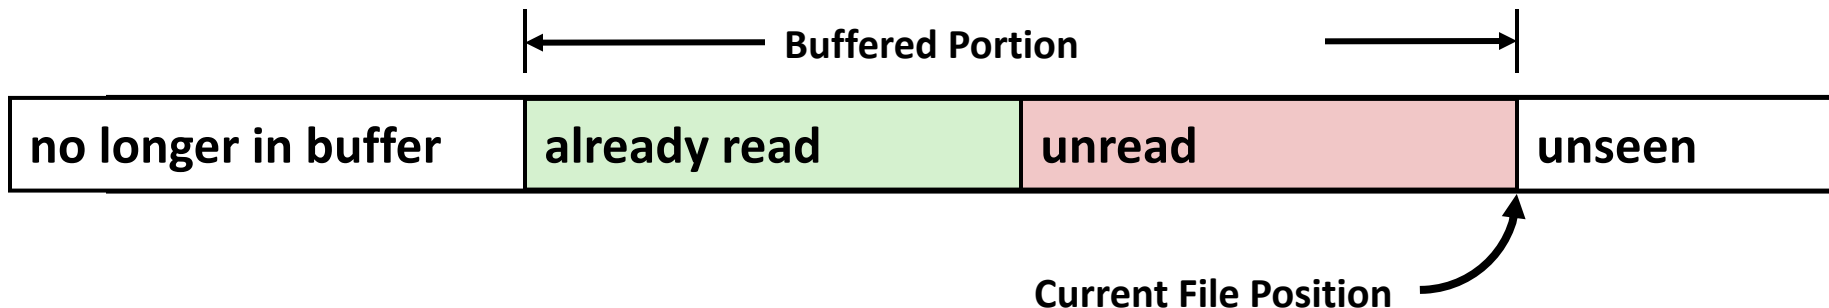 Buffered Portion
no longer in buffer
already read
unread
unseen
Current File Position